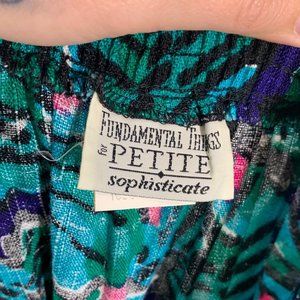 FUNDAMENTAL THINGS
for PETITE
sophisticate